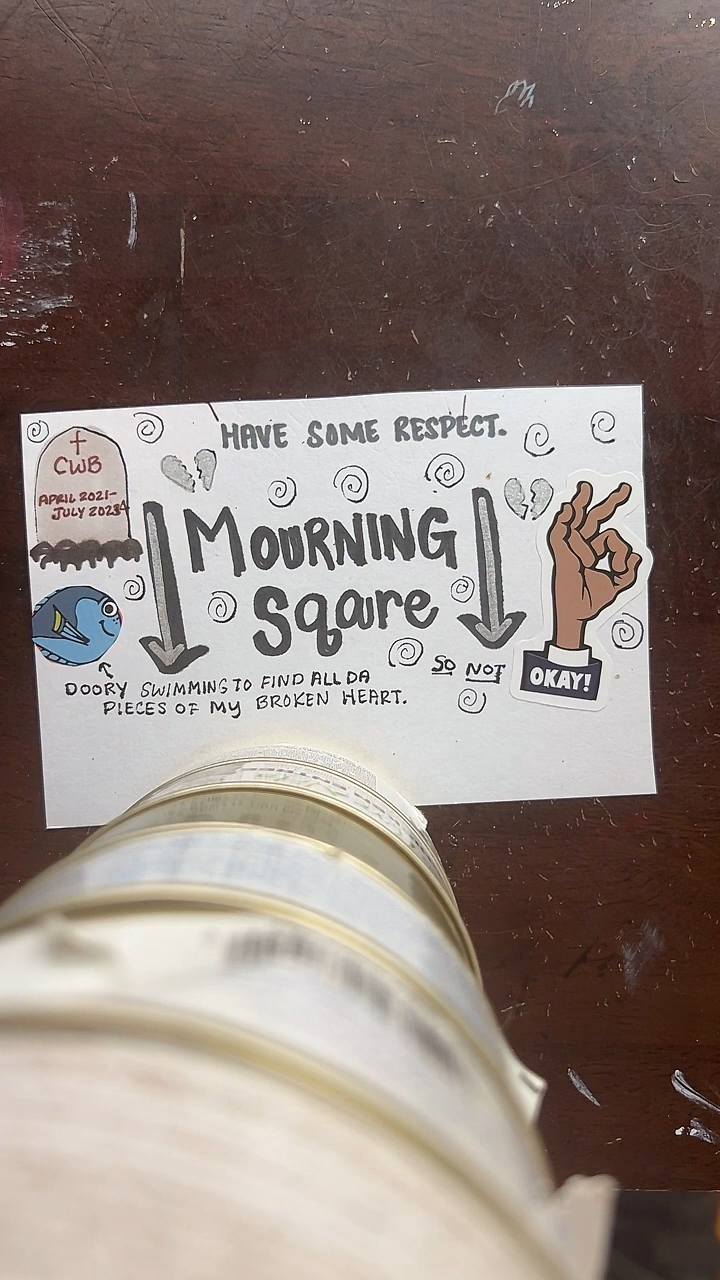 HAVE SOME RESPECT.
CWB
APRIL 2021-
JULY 20234
MOURNING
Sqare
SO NOT
OKAY!
DOORY SWIMMING TO FIND ALL DA
PIECES OF MY BROKEN HEART.